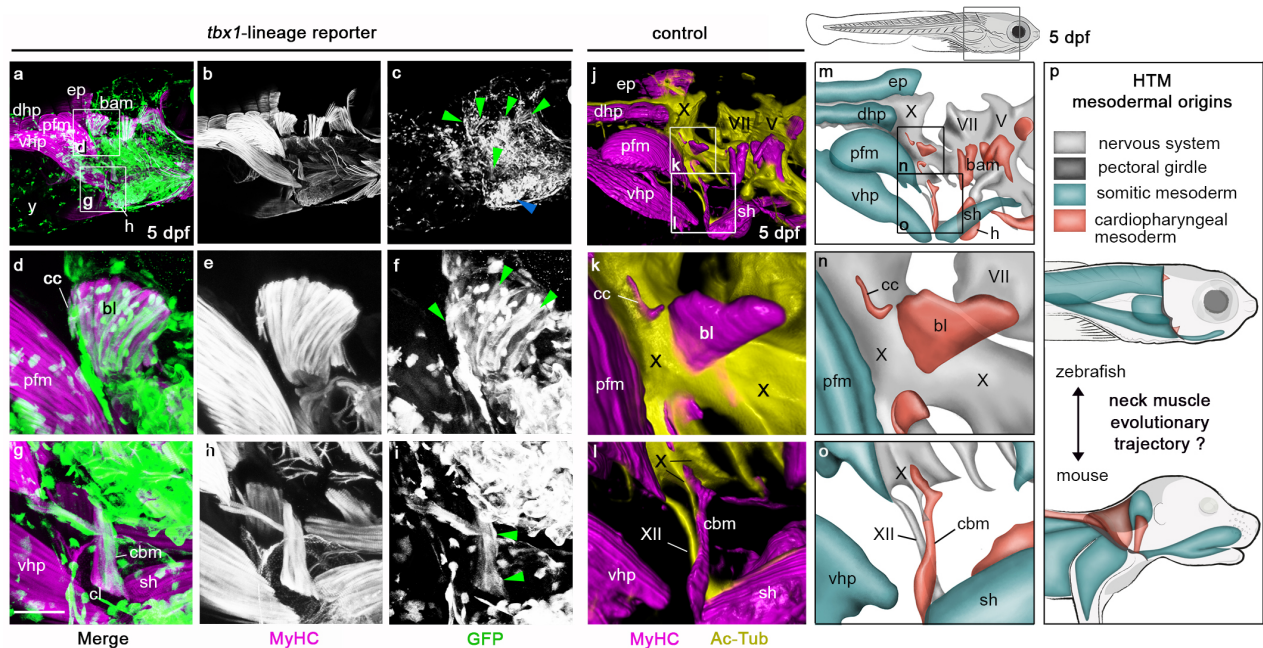 tbx1-lineage reporter
control
5 dpf
a
ep
bam
dhp
pfm
vhp
d
g
y
h
5 dpf
b
c
j
ep
X
dhp
VII
V
pfm
k
vhp
l
sh
5 dpf
m
ep
X
dhp
VII
V
pfm
n
bam
vhp
o
sh
h
p
HTM
mesodermal origins
nervous system
pectoral girdle
somitic mesoderm
cardiopharyngeal
mesoderm
d
cc
bl
pfm
e
f
k
cc
bl
X
pfm
X
n
VII
cc
bl
X
pfm
X
zebrafish
neck muscle
evolutionary
trajectory ?
mouse
g
cbm
vhp
sh
cl
h
i
l
X
cbm
XII
vhp
sh
o
X
XII
cbm
vhp
sh
Merge
MyHC
GFP
MyHC Ac-Tub